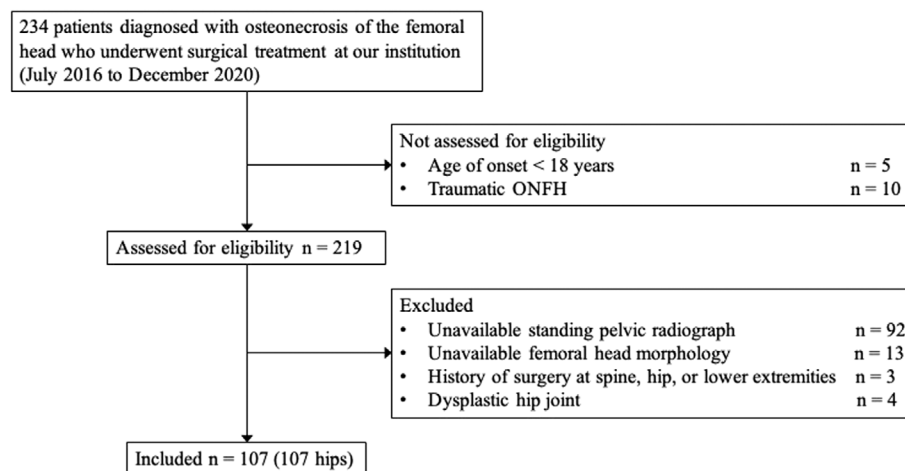 234 patients diagnosed with osteonecrosis of the femoral
head who underwent surgical treatment at our institution
(July 2016 to December 2020)
Not assessed for eligibility
• Age of onset < 18 years n = 5
• Traumatic ONFH n = 10
Assessed for eligibility n = 219
Excluded
• Unavailable standing pelvic radiograph n = 92
• Unavailable femoral head morphology n = 13
• History of surgery at spine, hip, or lower extremities n = 3
• Dysplastic hip joint n = 4
Included n = 107 (107 hips)